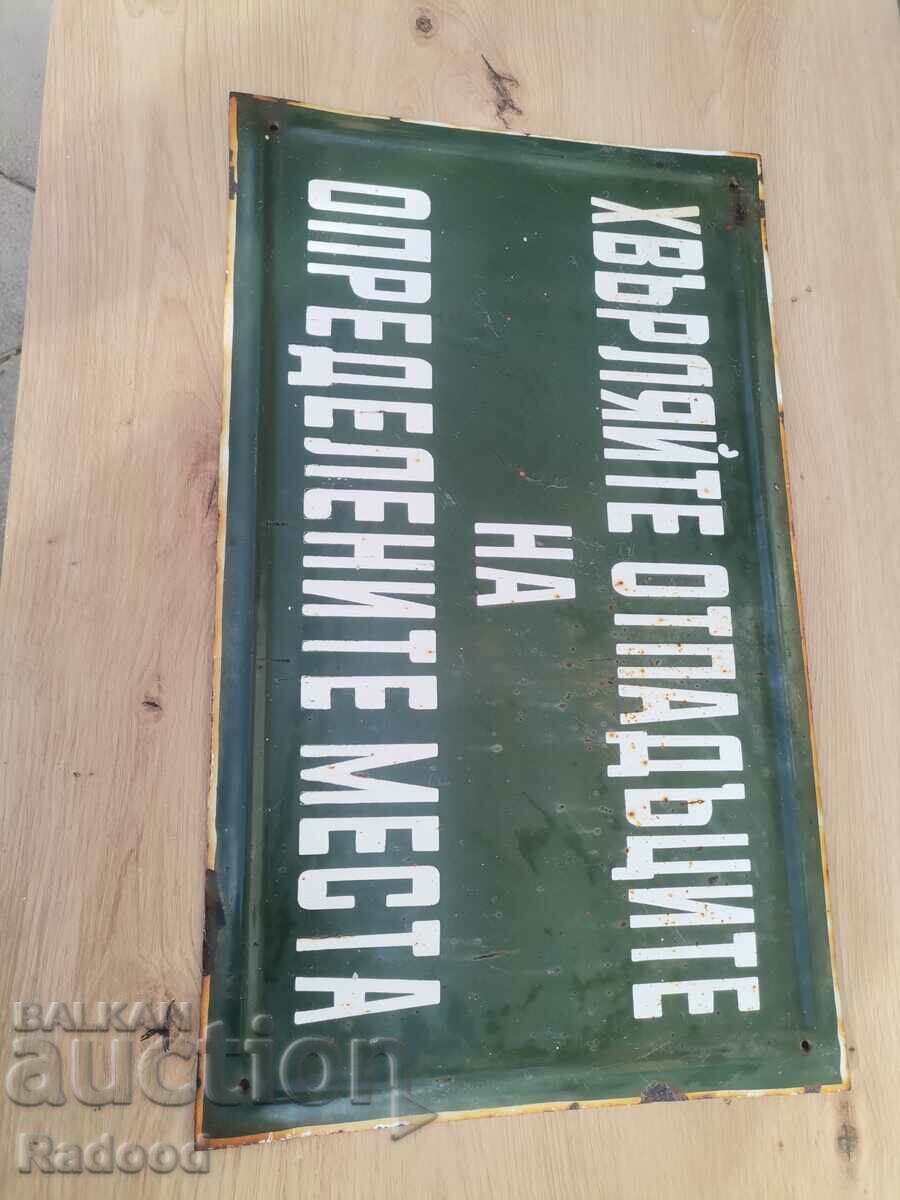 ХВЪРЛЯЙТЕ ОТПАДЪЦИТЕ
НА
ОПРЕДЕЛЕНИТЕ МЕСТА
BALKAN
auction
Radood